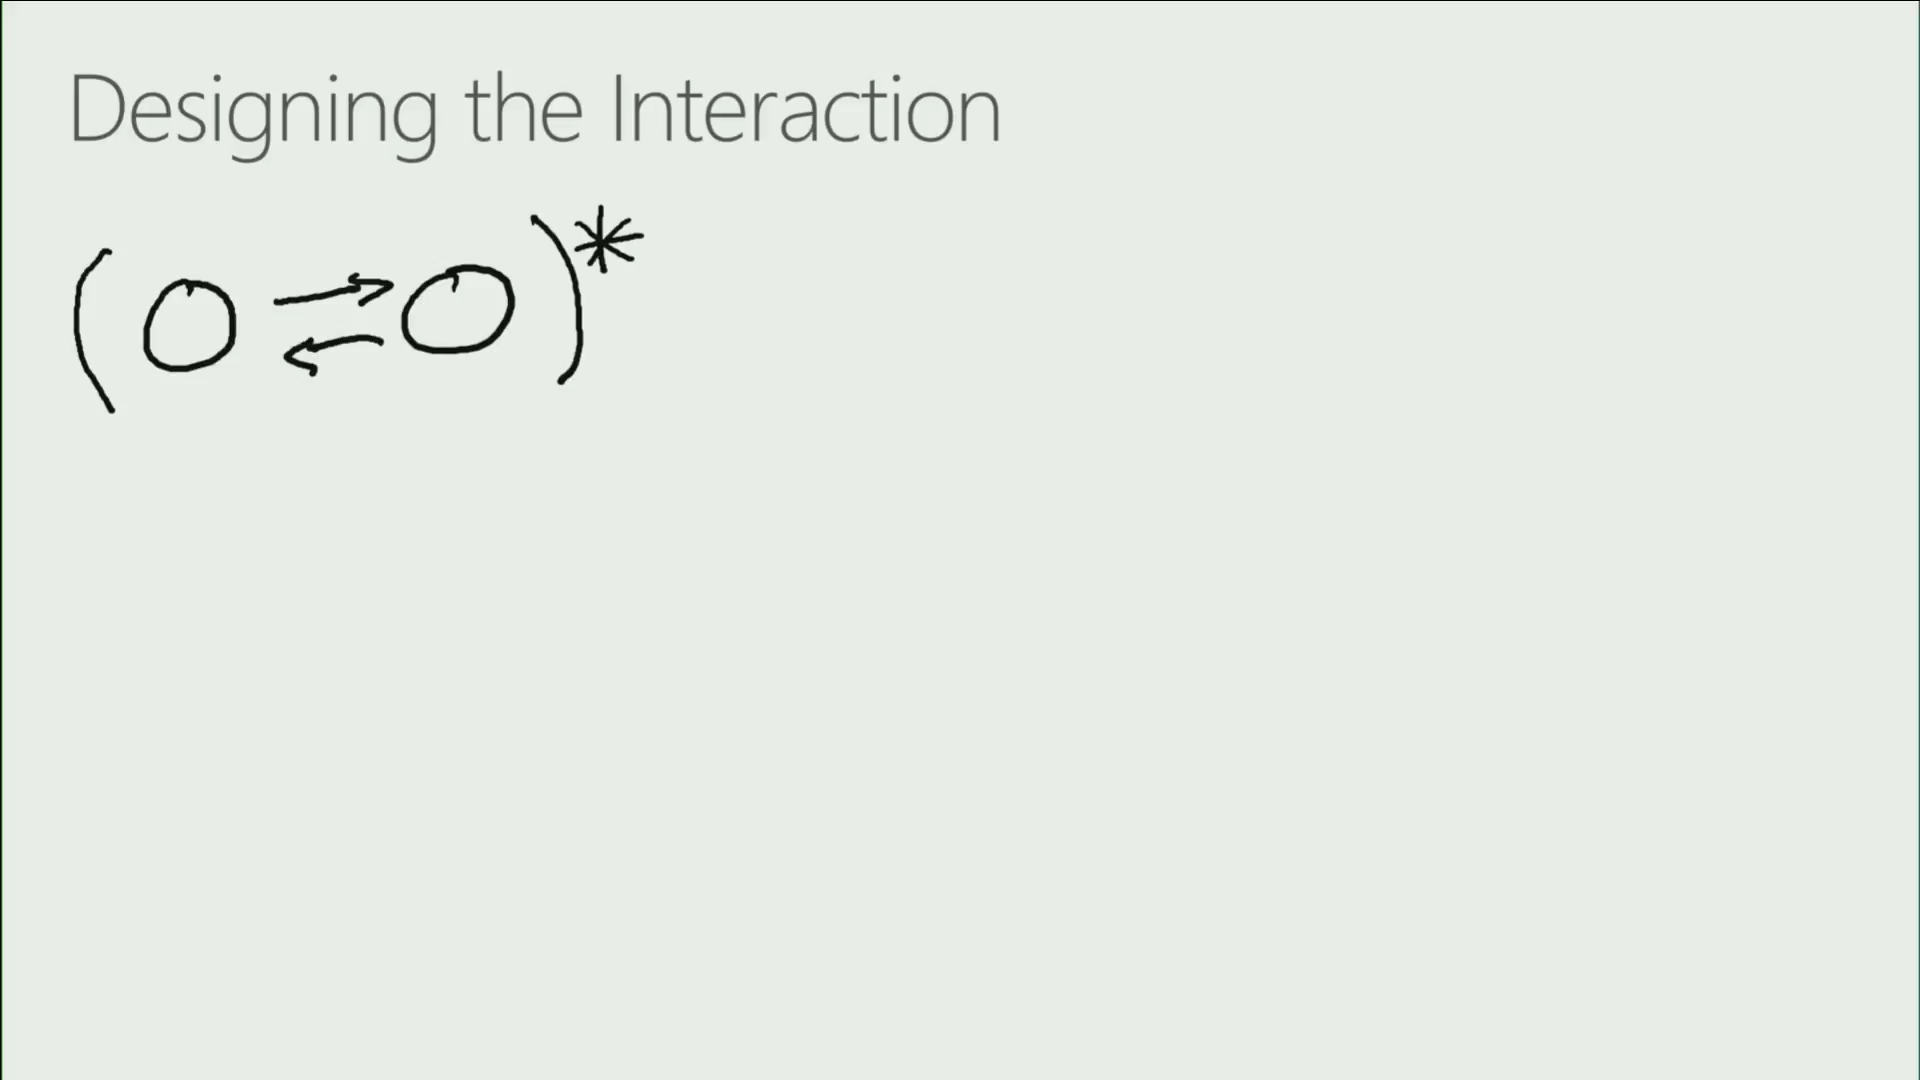 Designing the Interaction
(O ⇄ O)*